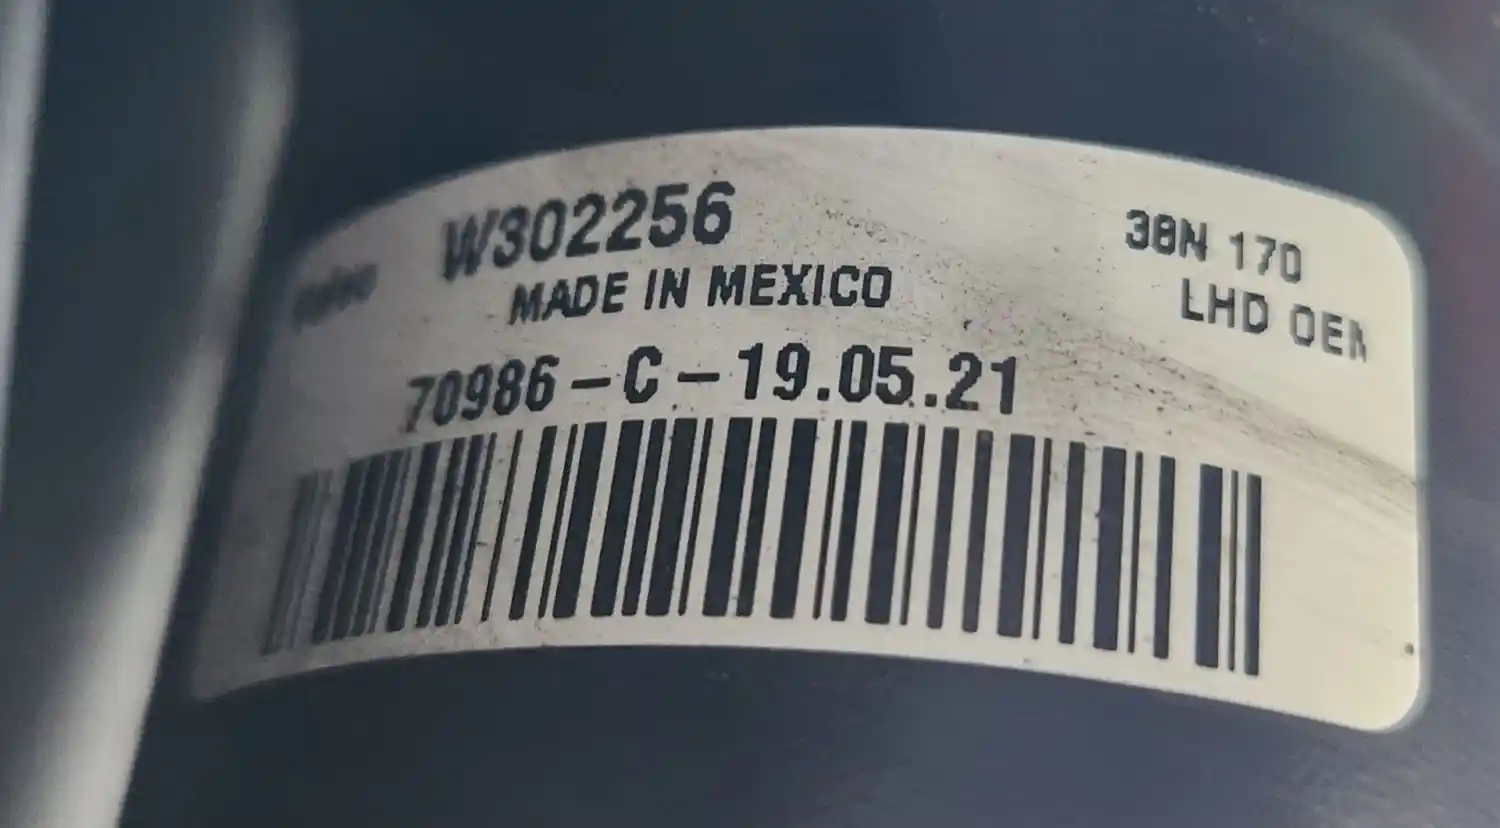 W302256
MADE IN MEXICO
70986-C-19.05.21
38N 170
LHD OEM